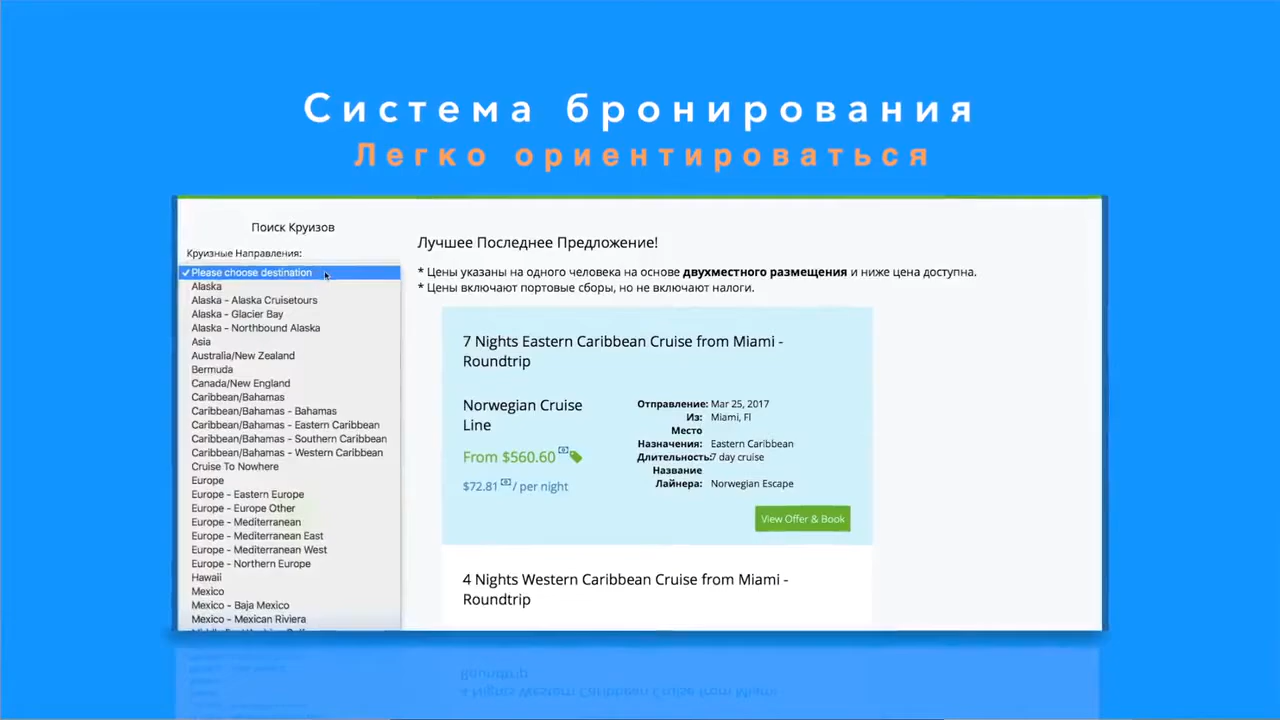 Система бронирования
Легко ориентироваться
Поиск Круизов
Круизные Направления:
✓Please choose destination
Alaska
Alaska - Alaska Cruisetours
Alaska - Glacier Bay
Alaska - Northbound Alaska
Asia
Australia/New Zealand
Bermuda
Canada/New England
Caribbean/Bahamas
Caribbean/Bahamas - Bahamas
Caribbean/Bahamas - Eastern Caribbean
Caribbean/Bahamas - Southern Caribbean
Caribbean/Bahamas - Western Caribbean
Cruise To Nowhere
Europe
Europe - Eastern Europe
Europe - Europe Other
Europe - Mediterranean
Europe - Mediterranean East
Europe - Mediterranean West
Europe - Northern Europe
Hawaii
Mexico
Mexico - Baja Mexico
Mexico - Mexican Riviera
Лучшее Последнее Предложение!
* Цены указаны на одного человека на основе двухместного размещения и ниже цена доступна.
* Цены включают портовые сборы, но не включают налоги.
7 Nights Eastern Caribbean Cruise from Miami -
Roundtrip
Norwegian Cruise
Line
From $560.60
$72.81 / per night
Отправление: Mar 25, 2017
Из: Miami, Fl
Место
Назначения: Eastern Caribbean
Длительность: 7 day cruise
Название
Лайнера: Norwegian Escape
View Offer & Book
4 Nights Western Caribbean Cruise from Miami -
Roundtrip